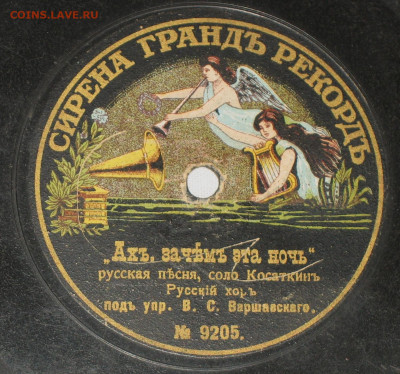 COINS.LAVE.RU
СИРЕНА ГРАНДЪ РЕКОРДЪ
„Ахъ, зачѣмъ эта ночь“
русская пѣсня, соло Косаткинъ
Русскій хоръ
подъ упр. В. С. Варшавскаго.
№ 9205.